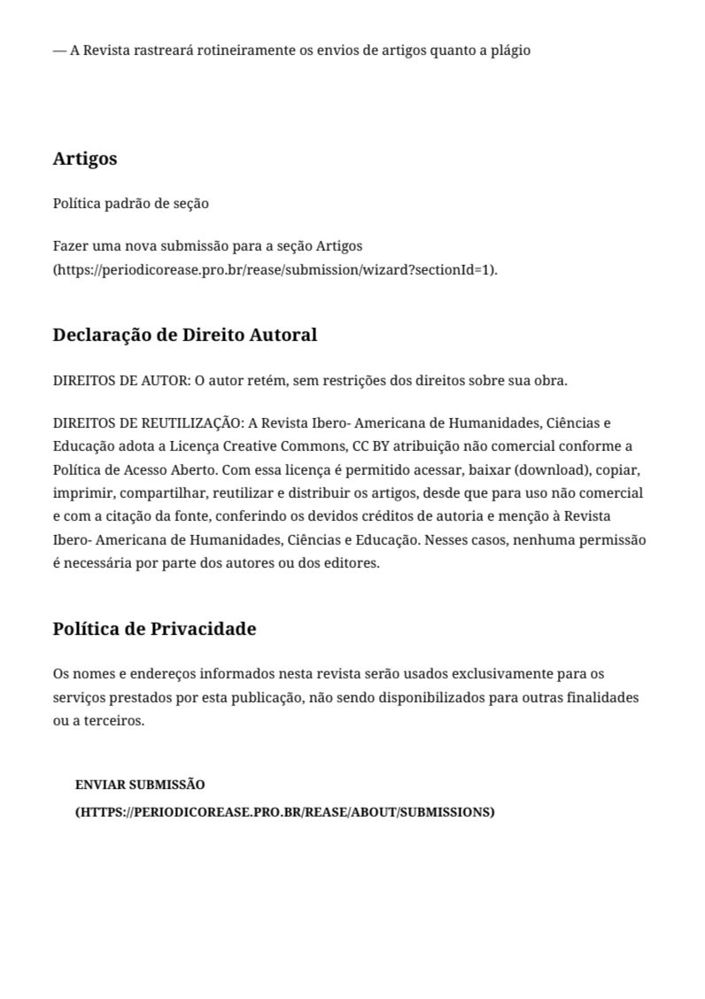 — A Revista rastreará rotineiramente os envios de artigos quanto a plágio
Artigos
Política padrão de seção
Fazer uma nova submissão para a seção Artigos
(https://periodicorease.pro.br/rease/submission/wizard?sectionId=1).
Declaração de Direito Autoral
DIREITOS DE AUTOR: O autor retém, sem restrições dos direitos sobre sua obra.
DIREITOS DE REUTILIZAÇÃO: A Revista Ibero- Americana de Humanidades, Ciências e
Educação adota a Licença Creative Commons, CC BY atribuição não comercial conforme a
Política de Acesso Aberto. Com essa licença é permitido acessar, baixar (download), copiar,
imprimir, compartilhar, reutilizar e distribuir os artigos, desde que para uso não comercial
e com a citação da fonte, conferindo os devidos créditos de autoria e menção à Revista
Ibero- Americana de Humanidades, Ciências e Educação. Nesses casos, nenhuma permissão
é necessária por parte dos autores ou dos editores.
Política de Privacidade
Os nomes e endereços informados nesta revista serão usados exclusivamente para os
serviços prestados por esta publicação, não sendo disponibilizados para outras finalidades
ou a terceiros.
ENVIAR SUBMISSÃO
(HTTPS://PERIODICOREASE.PRO.BR/REASE/ABOUT/SUBMISSIONS)